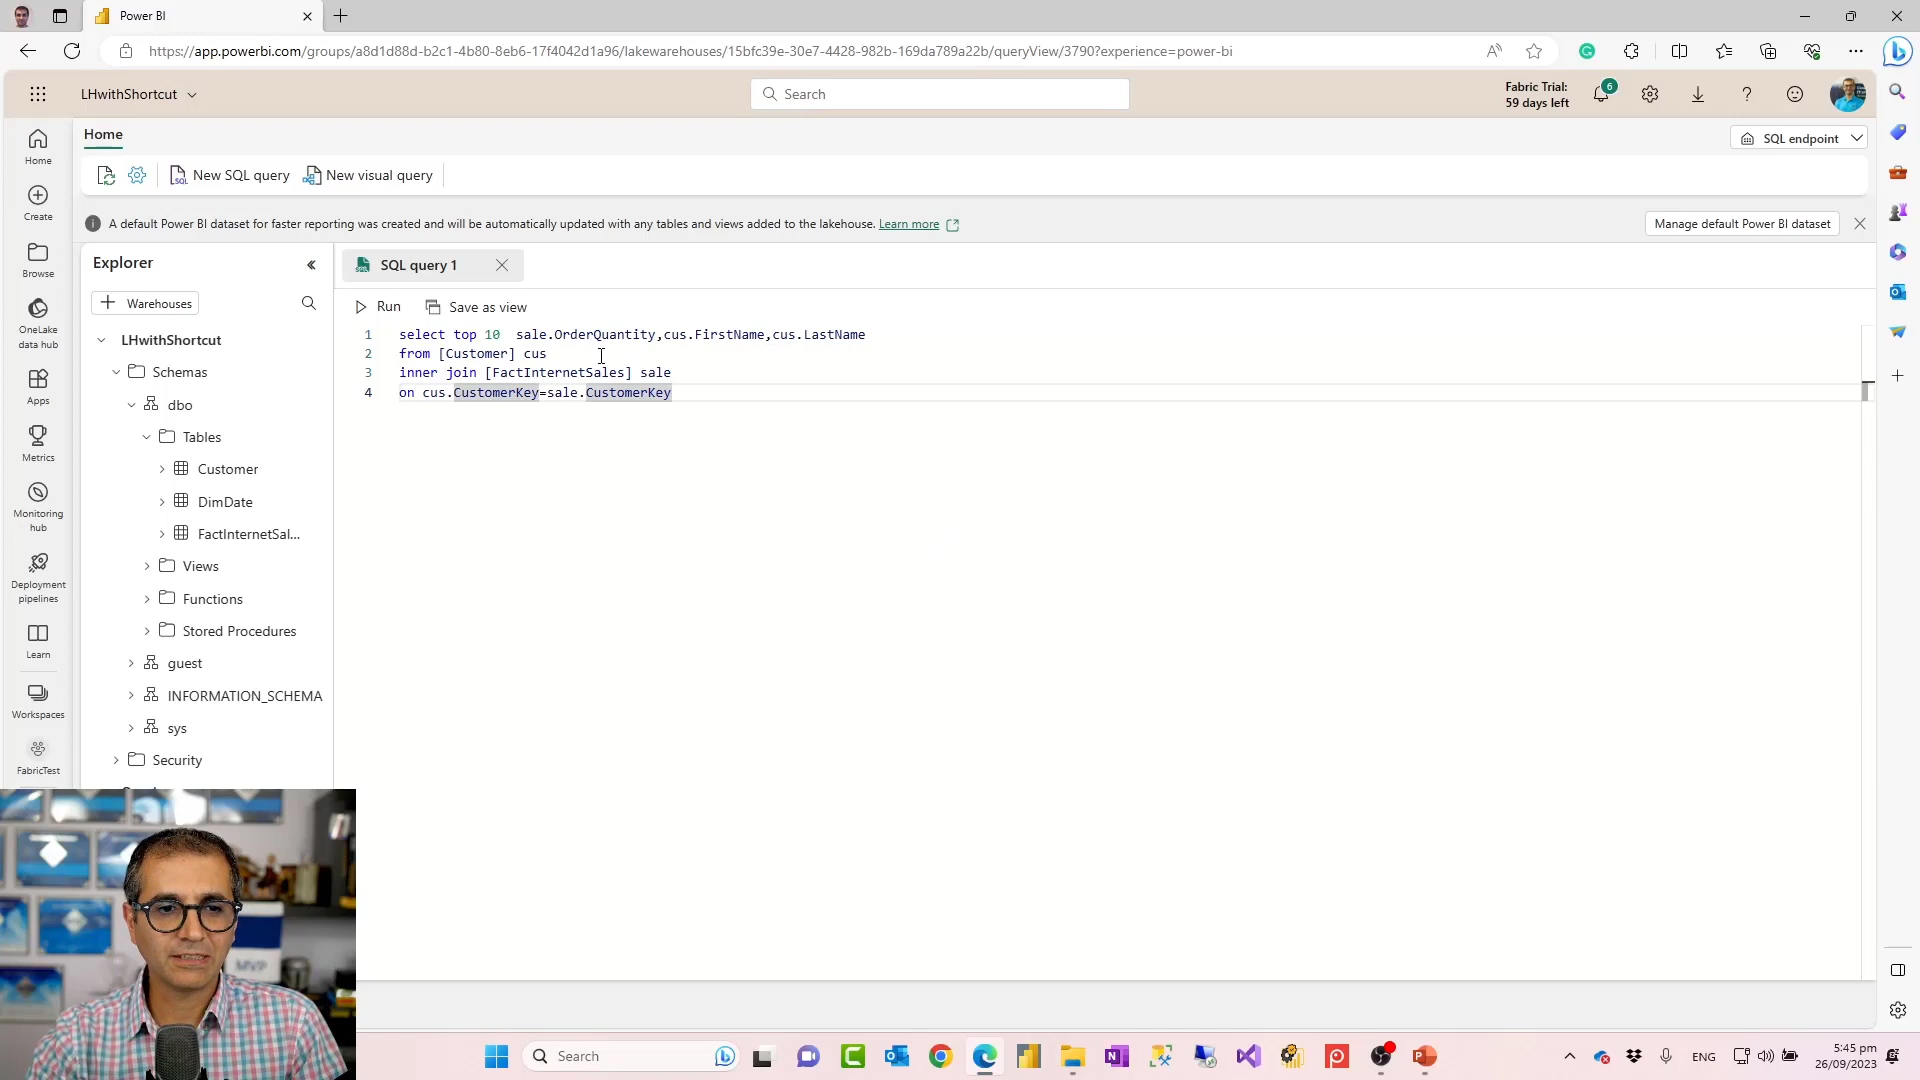 Power BI
https://app.powerbi.com/groups/a8d1d88d-b2c1-4b80-8eb6-17f4042d1a96/lakewarehouses/15bfc39e-30e7-4428-982b-169da789a22b/queryView/3790?experience=power-bi
LHwithShortcut
Search
Fabric Trial:
59 days left
6
Home
SQL endpoint
New SQL query
New visual query
A default Power BI dataset for faster reporting was created and will be automatically updated with any tables and views added to the lakehouse. Learn more
Manage default Power BI dataset
Home
Create
Browse
OneLake
data hub
Apps
Metrics
Monitoring
hub
Deployment
pipelines
Learn
Workspaces
FabricTest
Explorer
Warehouses
LHwithShortcut
Schemas
dbo
Tables
Customer
DimDate
FactInternetSal...
Views
Functions
Stored Procedures
guest
INFORMATION_SCHEMA
sys
Security
SQL query 1
Run
Save as view
1 select top 10  sale.OrderQuantity,cus.FirstName,cus.LastName
2 from [Customer] cus
3 inner join [FactInternetSales] sale
4 on cus.CustomerKey=sale.CustomerKey
MVP
Search
ENG
5:45 pm
26/09/2023